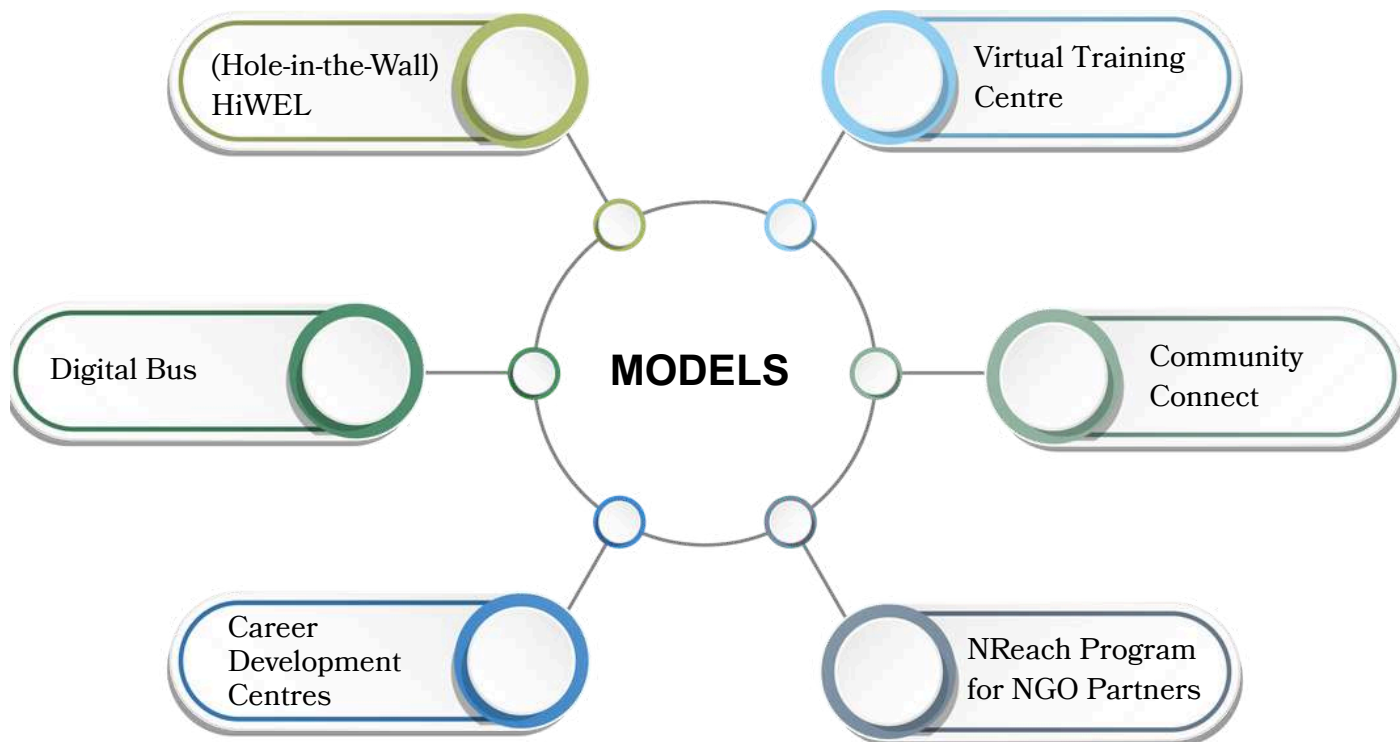 (Hole-in-the-Wall)
HiWEL
Virtual Training
Centre
Digital Bus
MODELS
Community
Connect
Career
Development
Centres
NReach Program
for NGO Partners